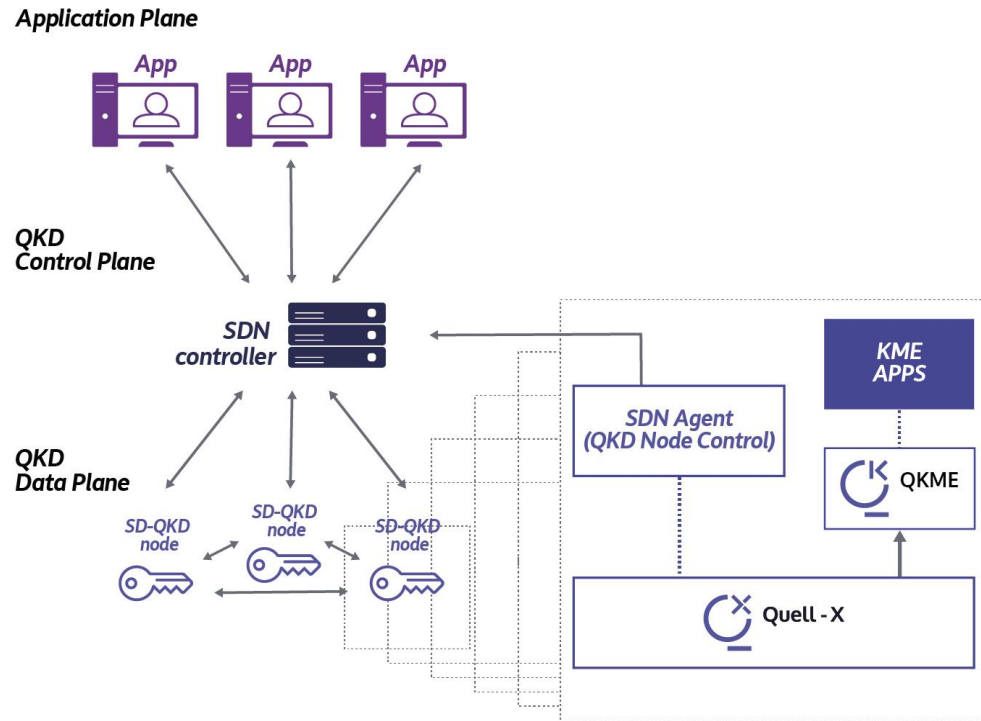 Application Plane
App
App
App
QKD
Control Plane
SDN
controller
KME
APPS
SDN Agent
(QKD Node Control)
QKME
QKD
Data Plane
SD-QKD
node
SD-QKD
node
SD-QKD
node
Quell - X